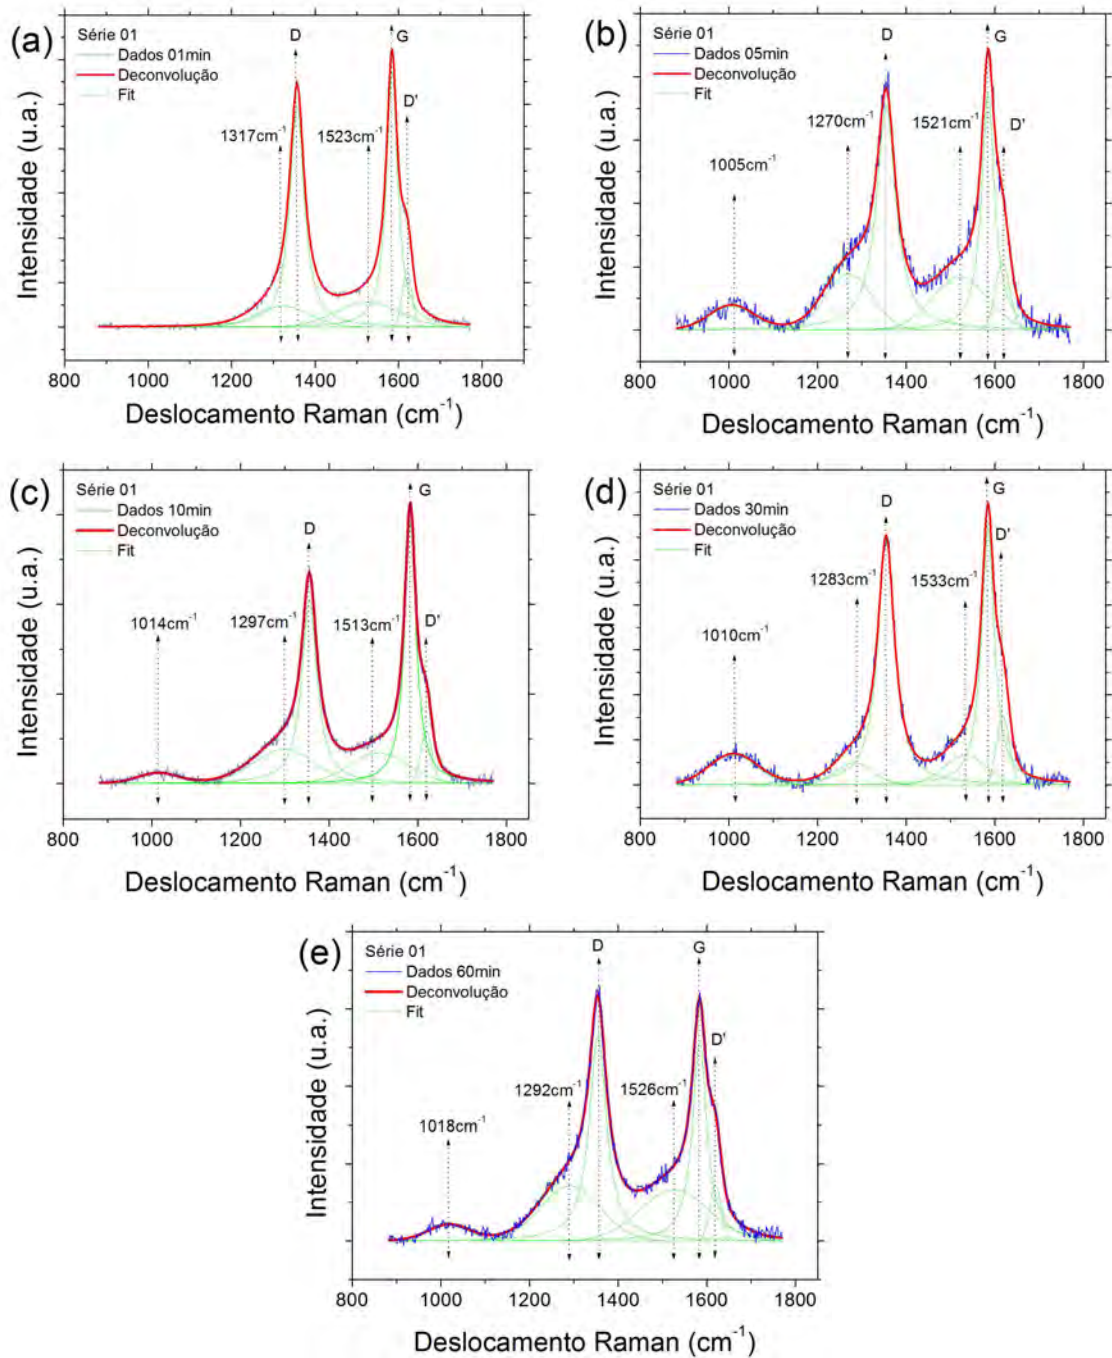 (a)
Série 01
Dados 01min
Deconvolução
Fit
D
G
D'
1317cm⁻¹
1523cm⁻¹
Intensidade (u.a.)
800 1000 1200 1400 1600 1800
Deslocamento Raman (cm⁻¹)
(b)
Série 01
Dados 05min
Deconvolução
Fit
D
G
D'
1005cm⁻¹
1270cm⁻¹
1521cm⁻¹
Intensidade (u.a.)
800 1000 1200 1400 1600 1800
Deslocamento Raman (cm⁻¹)
(c)
Série 01
Dados 10min
Deconvolução
Fit
D
G
D'
1014cm⁻¹
1297cm⁻¹
1513cm⁻¹
Intensidade (u.a.)
800 1000 1200 1400 1600 1800
Deslocamento Raman (cm⁻¹)
(d)
Série 01
Dados 30min
Deconvolução
Fit
D
G
D'
1010cm⁻¹
1283cm⁻¹
1533cm⁻¹
Intensidade (u.a.)
800 1000 1200 1400 1600 1800
Deslocamento Raman (cm⁻¹)
(e)
Série 01
Dados 60min
Deconvolução
Fit
D
G
D'
1018cm⁻¹
1292cm⁻¹
1526cm⁻¹
Intensidade (u.a.)
800 1000 1200 1400 1600 1800
Deslocamento Raman (cm⁻¹)